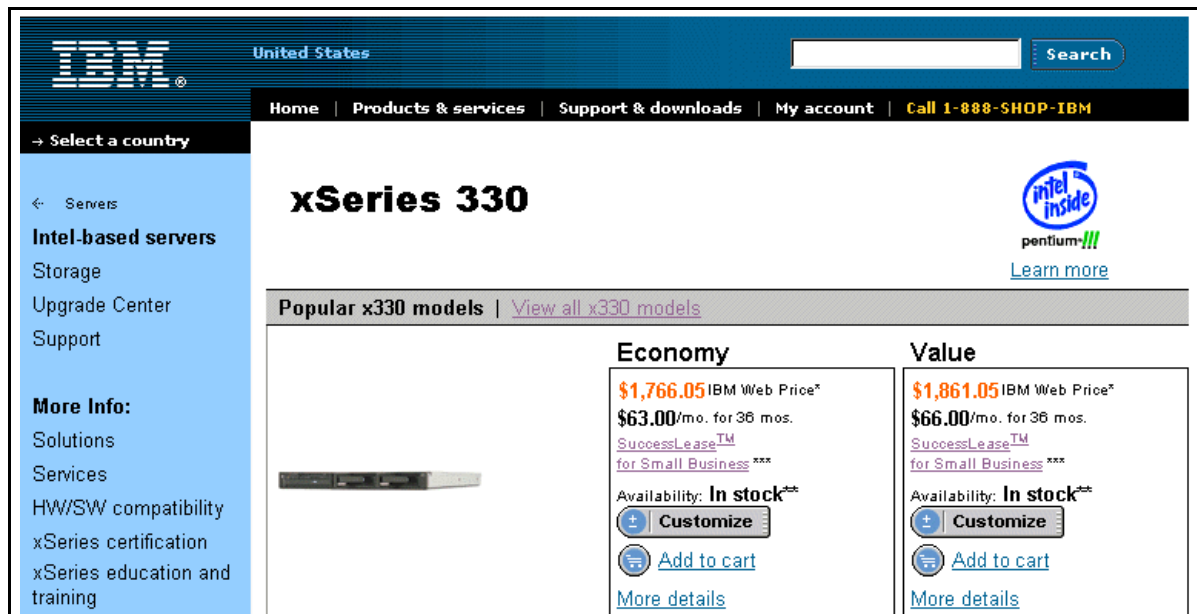 IBM®
United States
Search
Home | Products & services | Support & downloads | My account | Call 1-888-SHOP-IBM
→ Select a country
← Servers
Intel-based servers
Storage
Upgrade Center
Support
More Info:
Solutions
Services
HW/SW compatibility
xSeries certification
xSeries education and
training
xSeries 330
intel
inside
pentium III
Learn more
Popular x330 models | View all x330 models
Economy
$1,766.05 IBM Web Price*
$63.00/mo. for 36 mos.
SuccessLease™
for Small Business ***
Availability: In stock**
Customize
Add to cart
More details
Value
$1,861.05 IBM Web Price*
$66.00/mo. for 36 mos.
SuccessLease™
for Small Business ***
Availability: In stock**
Customize
Add to cart
More details